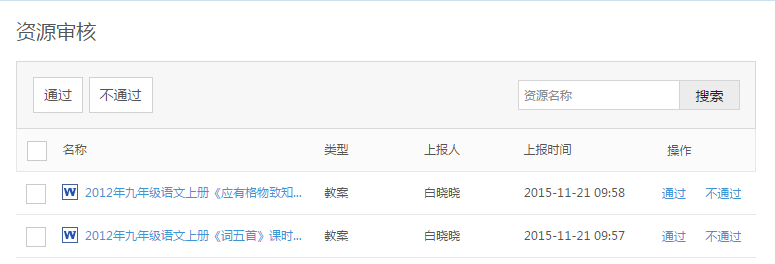 资源审核
通过 不通过 资源名称 搜索
名称 类型 上报人 上报时间 操作
W 2012年九年级语文上册《应有格物致知... 教案 白晓晓 2015-11-21 09:58 通过 不通过
W 2012年九年级语文上册《词五首》课时... 教案 白晓晓 2015-11-21 09:57 通过 不通过